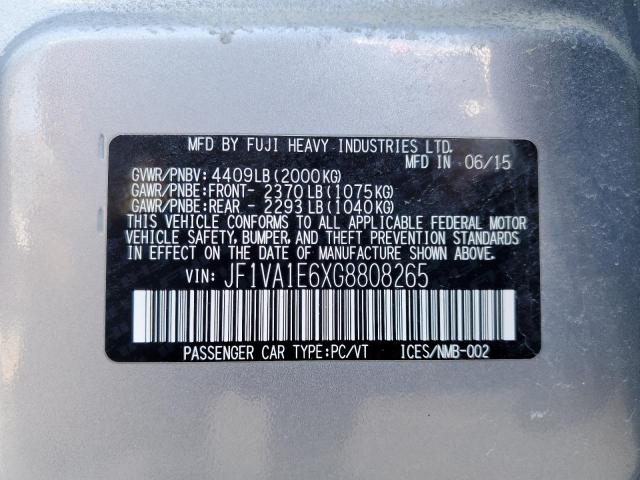 MFD BY FUJI HEAVY INDUSTRIES LTD.
MFD IN 06/15
GVWR/PNBV: 4409LB(2000KG)
GAWR/PNBE:FRONT- 2370LB(1075KG)
GAWR/PNBE:REAR - 2293LB(1040KG)
THIS VEHICLE CONFORMS TO ALL APPLICABLE FEDERAL MOTOR
VEHICLE SAFETY, BUMPER, AND THEFT PREVENTION STANDARDS
IN EFFECT ON THE DATE OF MANUFACTURE SHOWN ABOVE.
VIN: JF1VA1E6XG8808265
PASSENGER CAR TYPE:PC/VT ICES/NMB-002